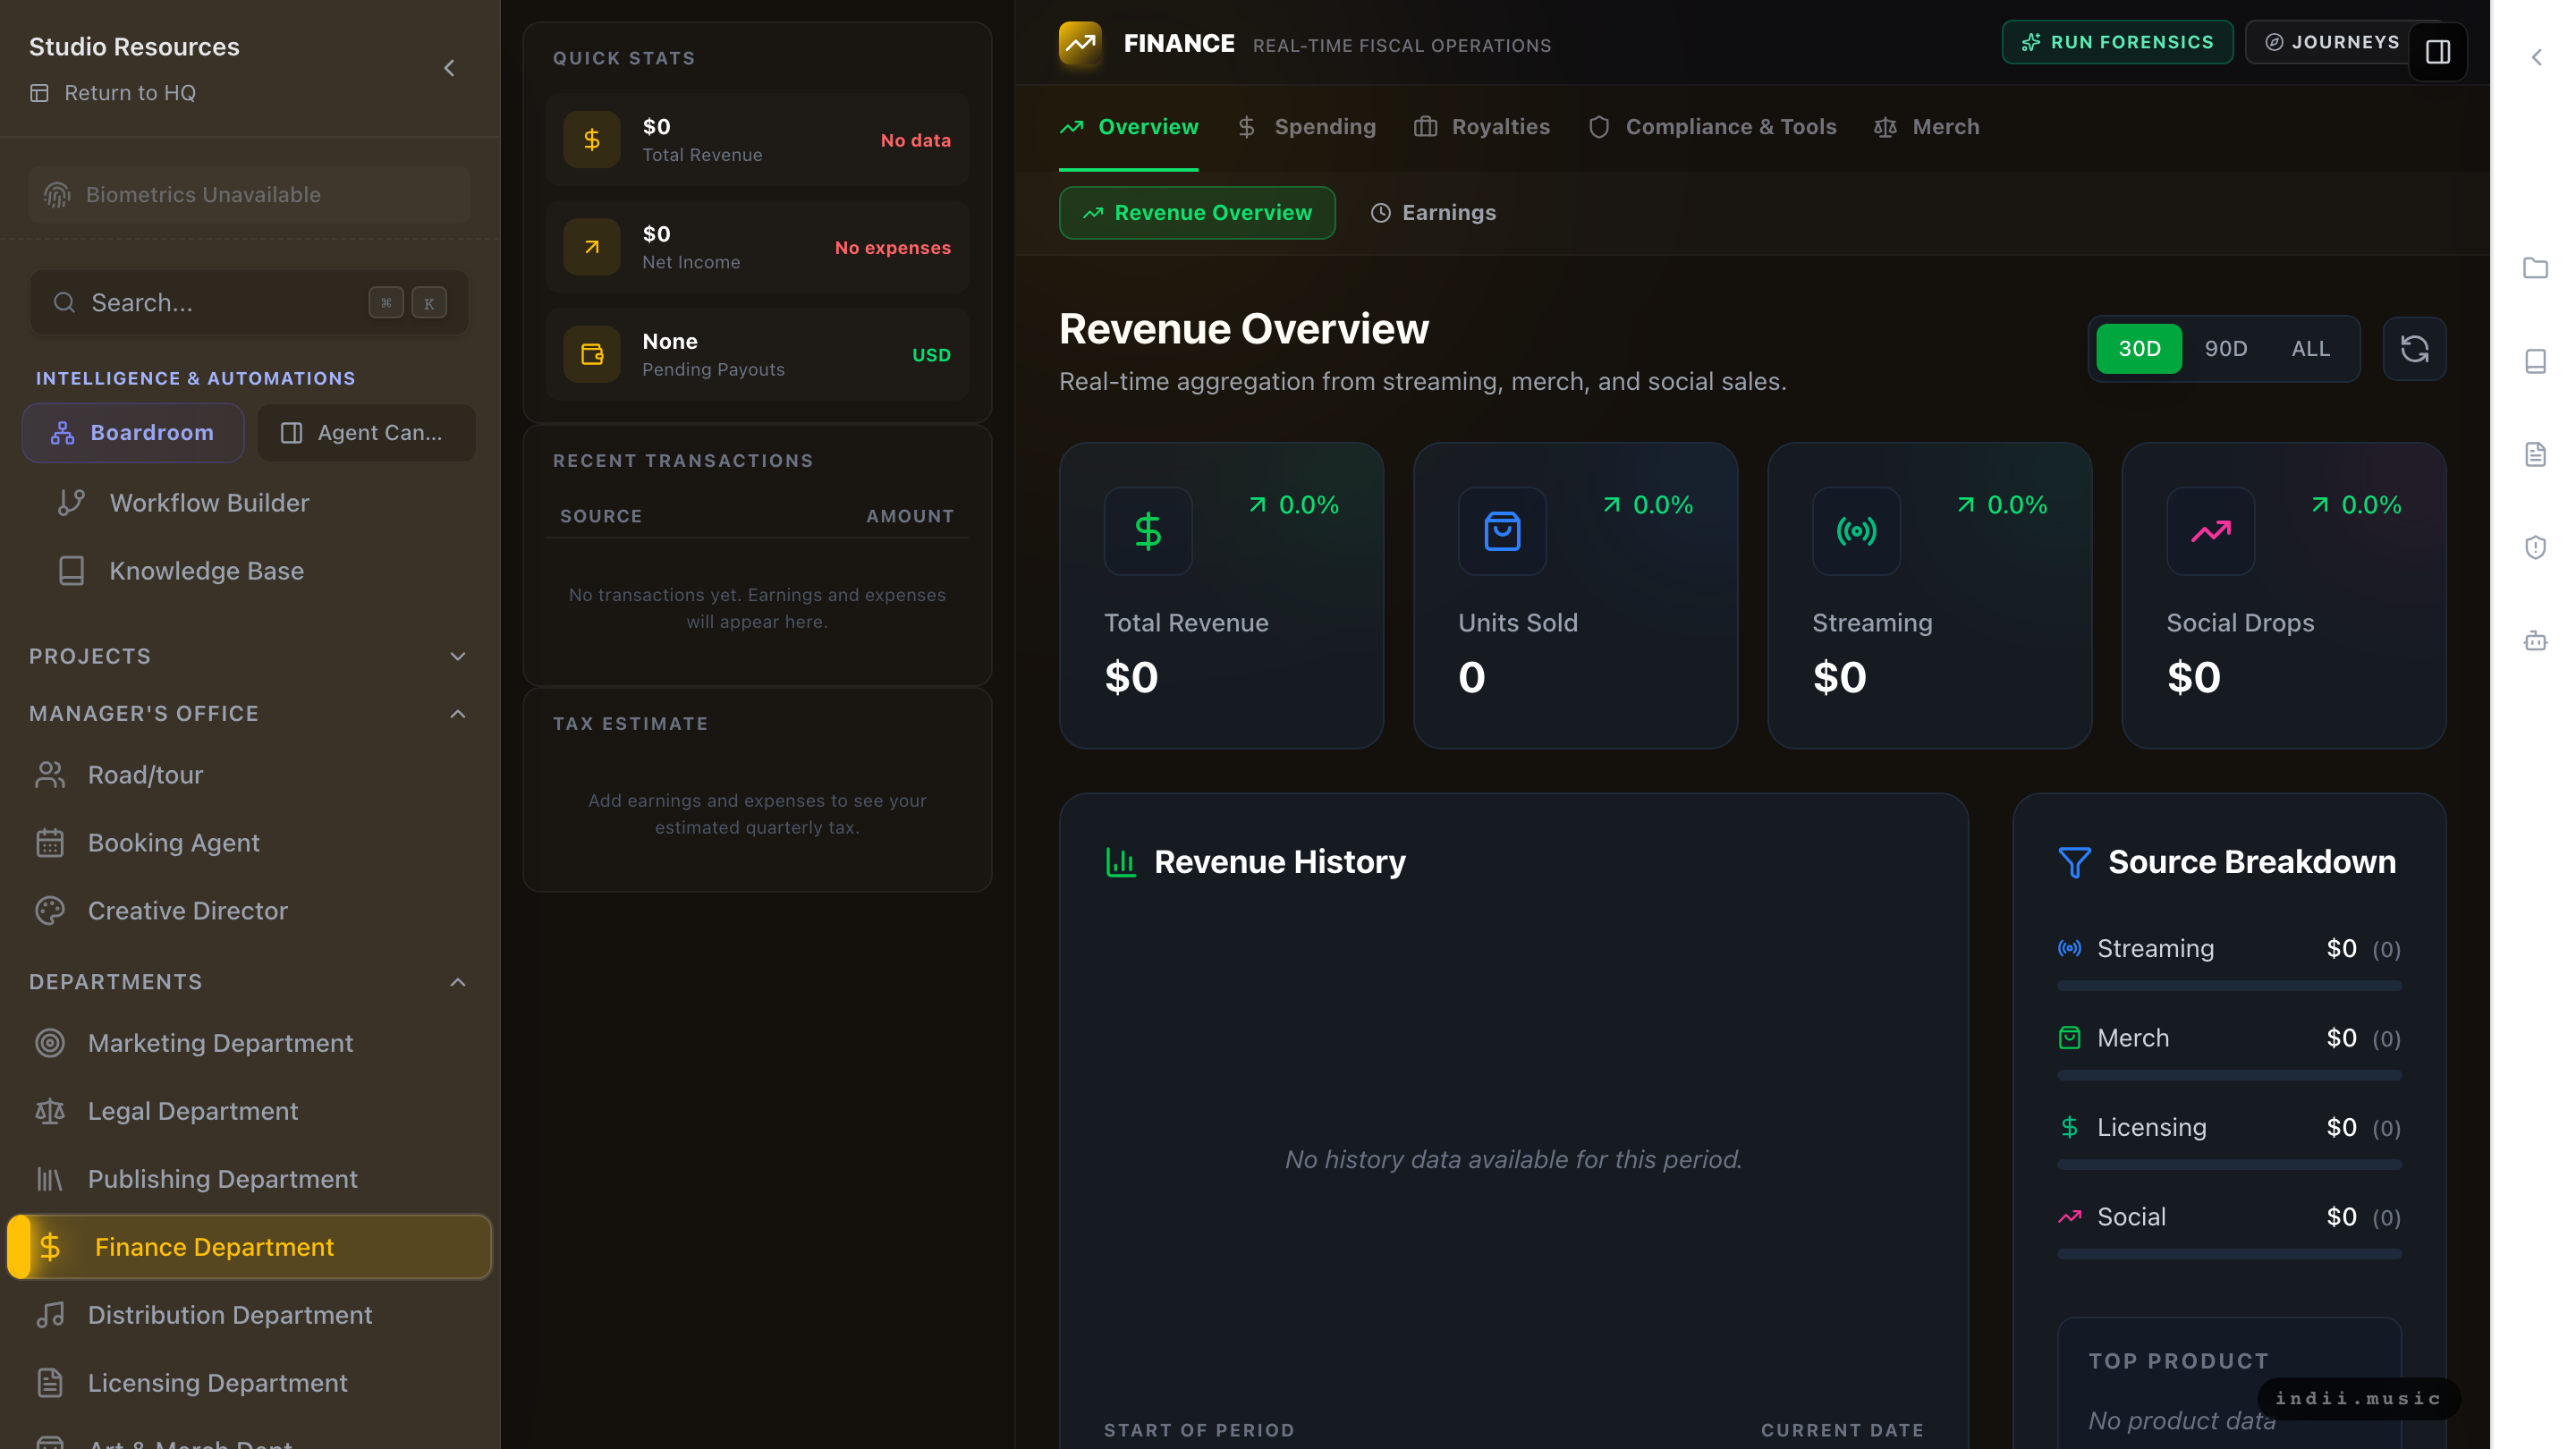 Studio Resources
Return to HQ
Biometrics Unavailable
Search...
⌘ K
INTELLIGENCE & AUTOMATIONS
Boardroom
Agent Can...
Workflow Builder
Knowledge Base
PROJECTS
MANAGER'S OFFICE
Road/tour
Booking Agent
Creative Director
DEPARTMENTS
Marketing Department
Legal Department
Publishing Department
Finance Department
Distribution Department
Licensing Department
Art & Merch Dept
QUICK STATS
$0
Total Revenue
No data
$0
Net Income
No expenses
None
Pending Payouts
USD
RECENT TRANSACTIONS
SOURCE AMOUNT
No transactions yet. Earnings and expenses
will appear here.
TAX ESTIMATE
Add earnings and expenses to see your
estimated quarterly tax.
FINANCE REAL-TIME FISCAL OPERATIONS
RUN FORENSICS
JOURNEYS
Overview
Spending
Royalties
Compliance & Tools
Merch
Revenue Overview
Earnings
Revenue Overview
Real-time aggregation from streaming, merch, and social sales.
30D 90D ALL
0.0%
Total Revenue
$0
0.0%
Units Sold
0
0.0%
Streaming
$0
0.0%
Social Drops
$0
Revenue History
No history data available for this period.
START OF PERIOD CURRENT DATE
Source Breakdown
Streaming $0 (0)
Merch $0 (0)
Licensing $0 (0)
Social $0 (0)
TOP PRODUCT
No product data
indii.music